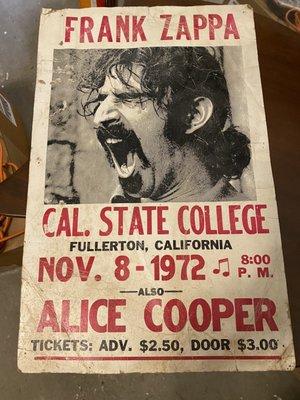 FRANK ZAPPA
CAL. STATE COLLEGE
FULLERTON, CALIFORNIA
NOV. 8-1972 ♫ 8:00 P.M.
—ALSO—
ALICE COOPER
TICKETS: ADV. $2.50, DOOR $3.00